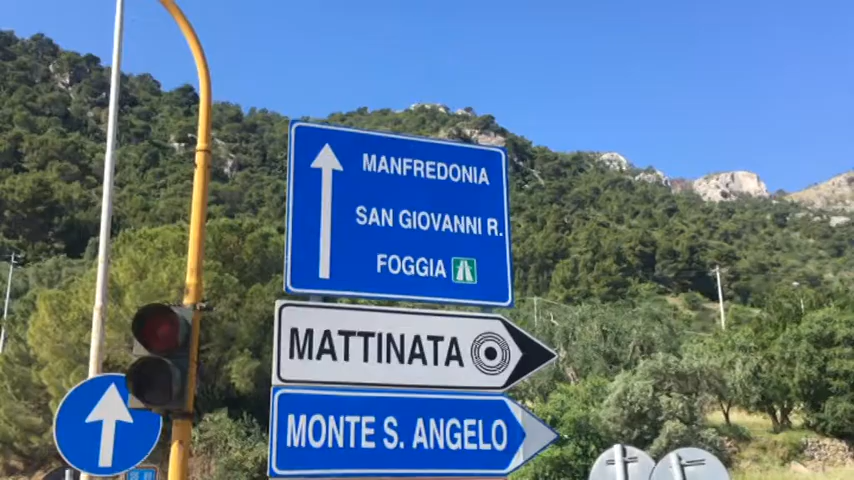 MANFREDONIA
SAN GIOVANNI R.
FOGGIA
MATTINATA
MONTE S. ANGELO